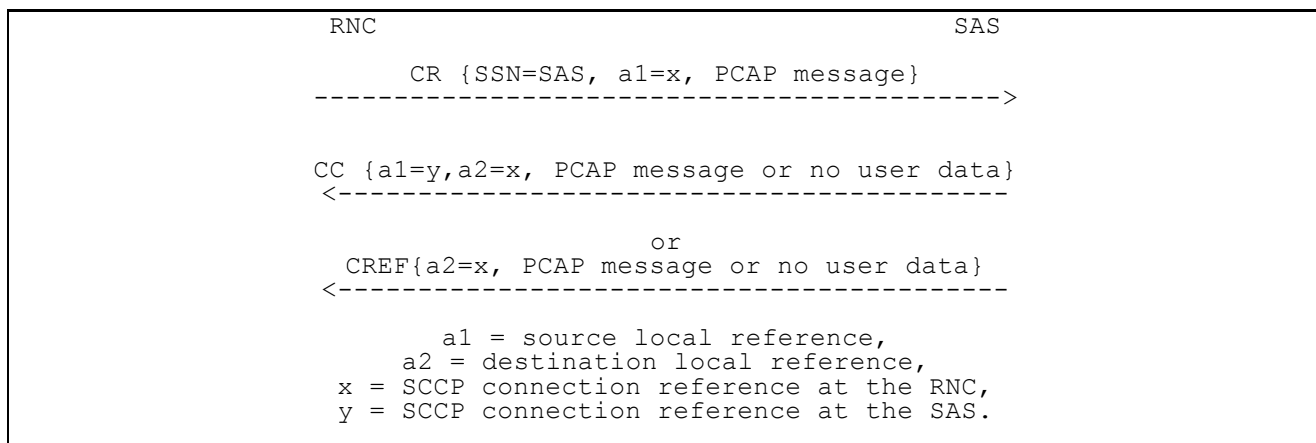 RNC SAS
CR {SSN=SAS, a1=x, PCAP message}
------------------------------------------->
CC {a1=y,a2=x, PCAP message or no user data}
<------------------------------------------
or
CREF{a2=x, PCAP message or no user data}
<------------------------------------------
a1 = source local reference,
a2 = destination local reference,
x = SCCP connection reference at the RNC,
y = SCCP connection reference at the SAS.